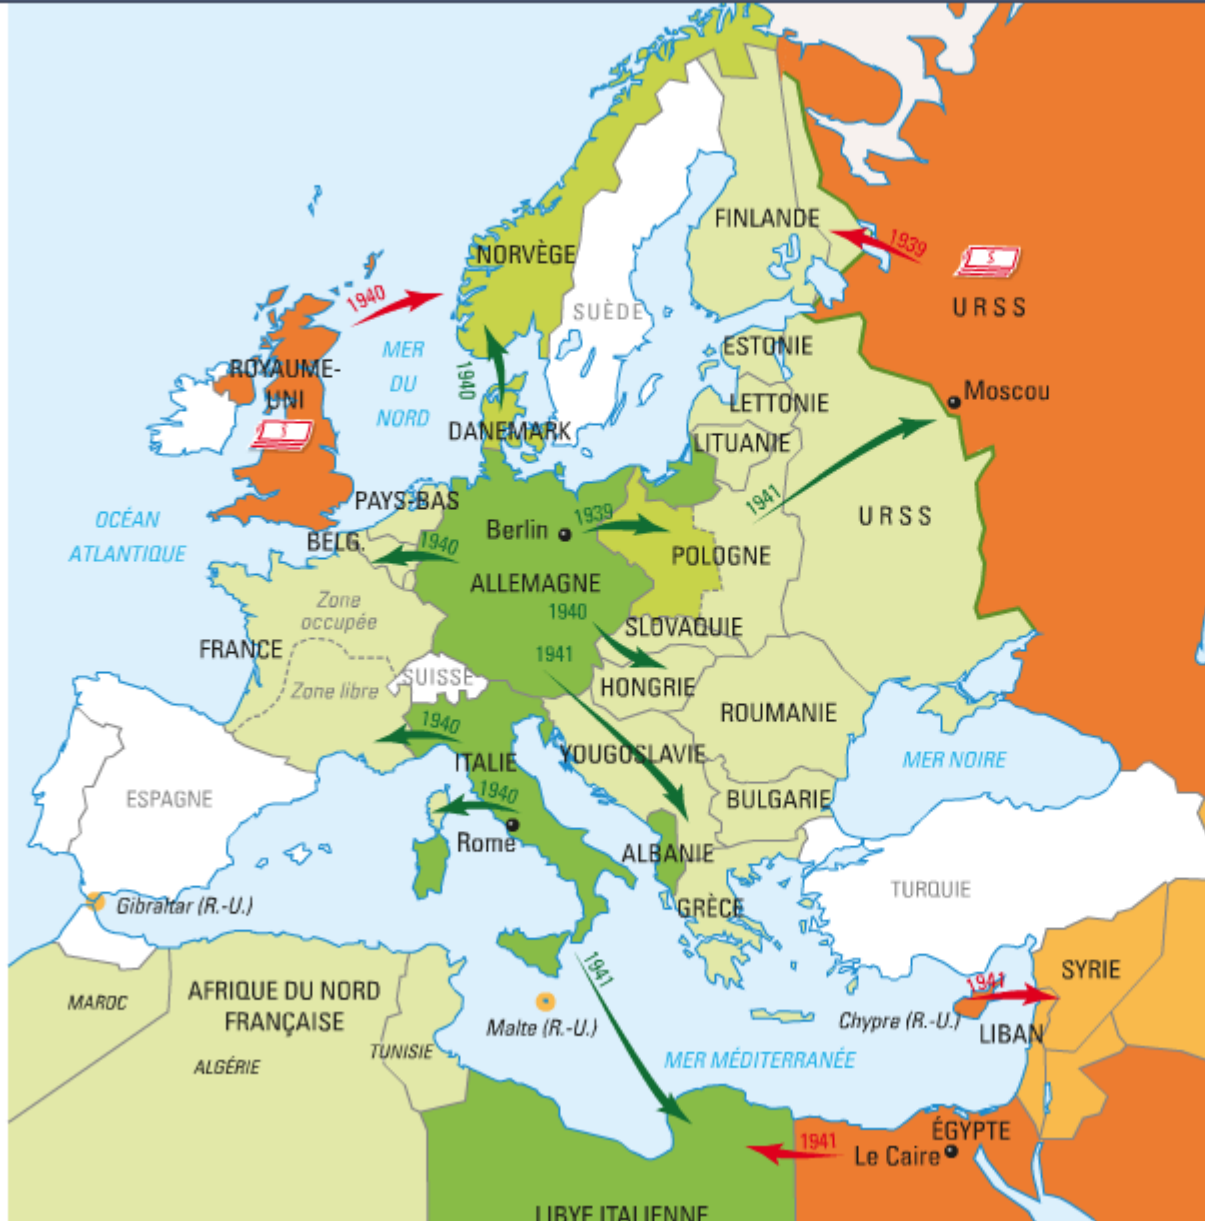 FINLANDE
1939
NORVÈGE
URSS
1940
SUÈDE
MER
DU
NORD
ESTONIE
ROYAUME-
UNI
1940
Moscou
LETTONIE
DANEMARK
LITUANIE
PAYS-BAS
1941
OCÉAN
ATLANTIQUE
Berlin
1939
URSS
BELG.
1940
POLOGNE
ALLEMAGNE
Zone
occupée
1940
SLOVAQUIE
FRANCE
1941
SUISSE
Zone libre
HONGRIE
ROUMANIE
1940
ITALIE
YOUGOSLAVIE
MER NOIRE
ESPAGNE
1940
BULGARIE
Rome
ALBANIE
TURQUIE
Gibraltar (R.-U.)
GRÈCE
1941
SYRIE
1941
MAROC
AFRIQUE DU NORD
FRANÇAISE
Malte (R.-U.)
Chypre (R.-U.)
LIBAN
TUNISIE
ALGÉRIE
MER MÉDITERRANÉE
ÉGYPTE
1941
Le Caire
LIBYE ITALIENNE